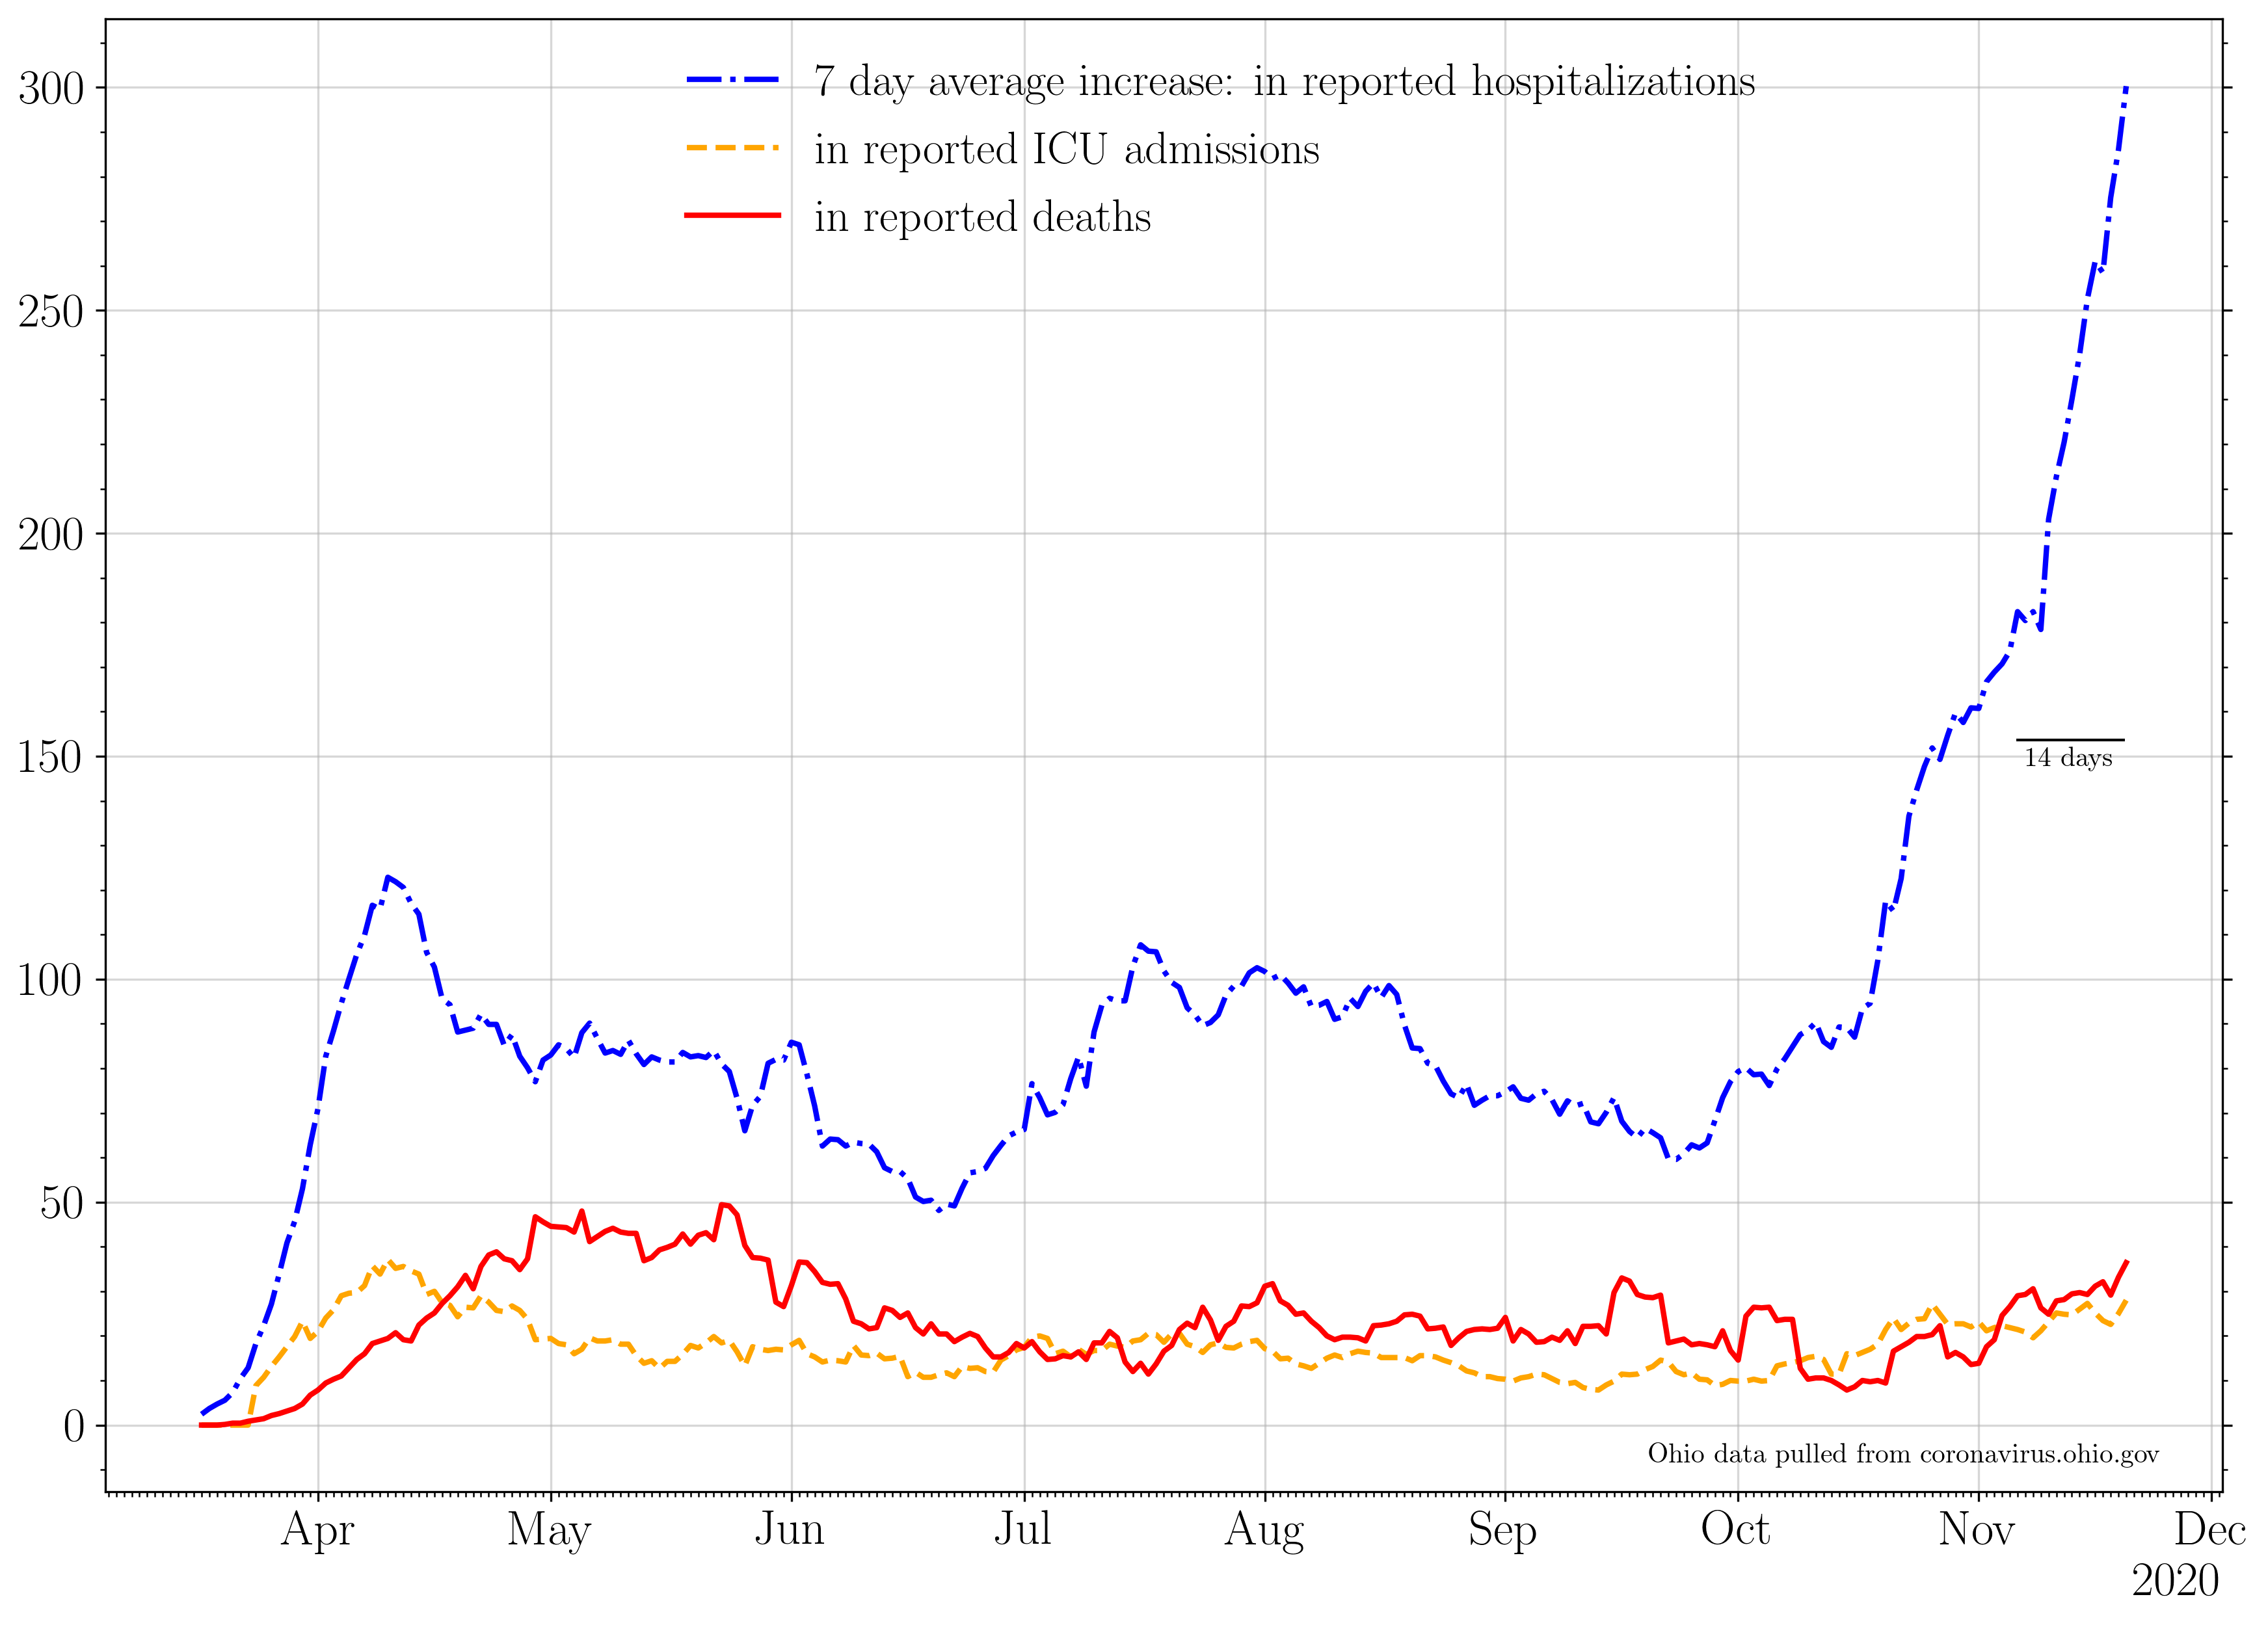 300
250
200
150
100
50
0
7 day average increase: in reported hospitalizations
in reported ICU admissions
in reported deaths
14 days
Ohio data pulled from coronavirus.ohio.gov
Apr May Jun Jul Aug Sep Oct Nov Dec
2020